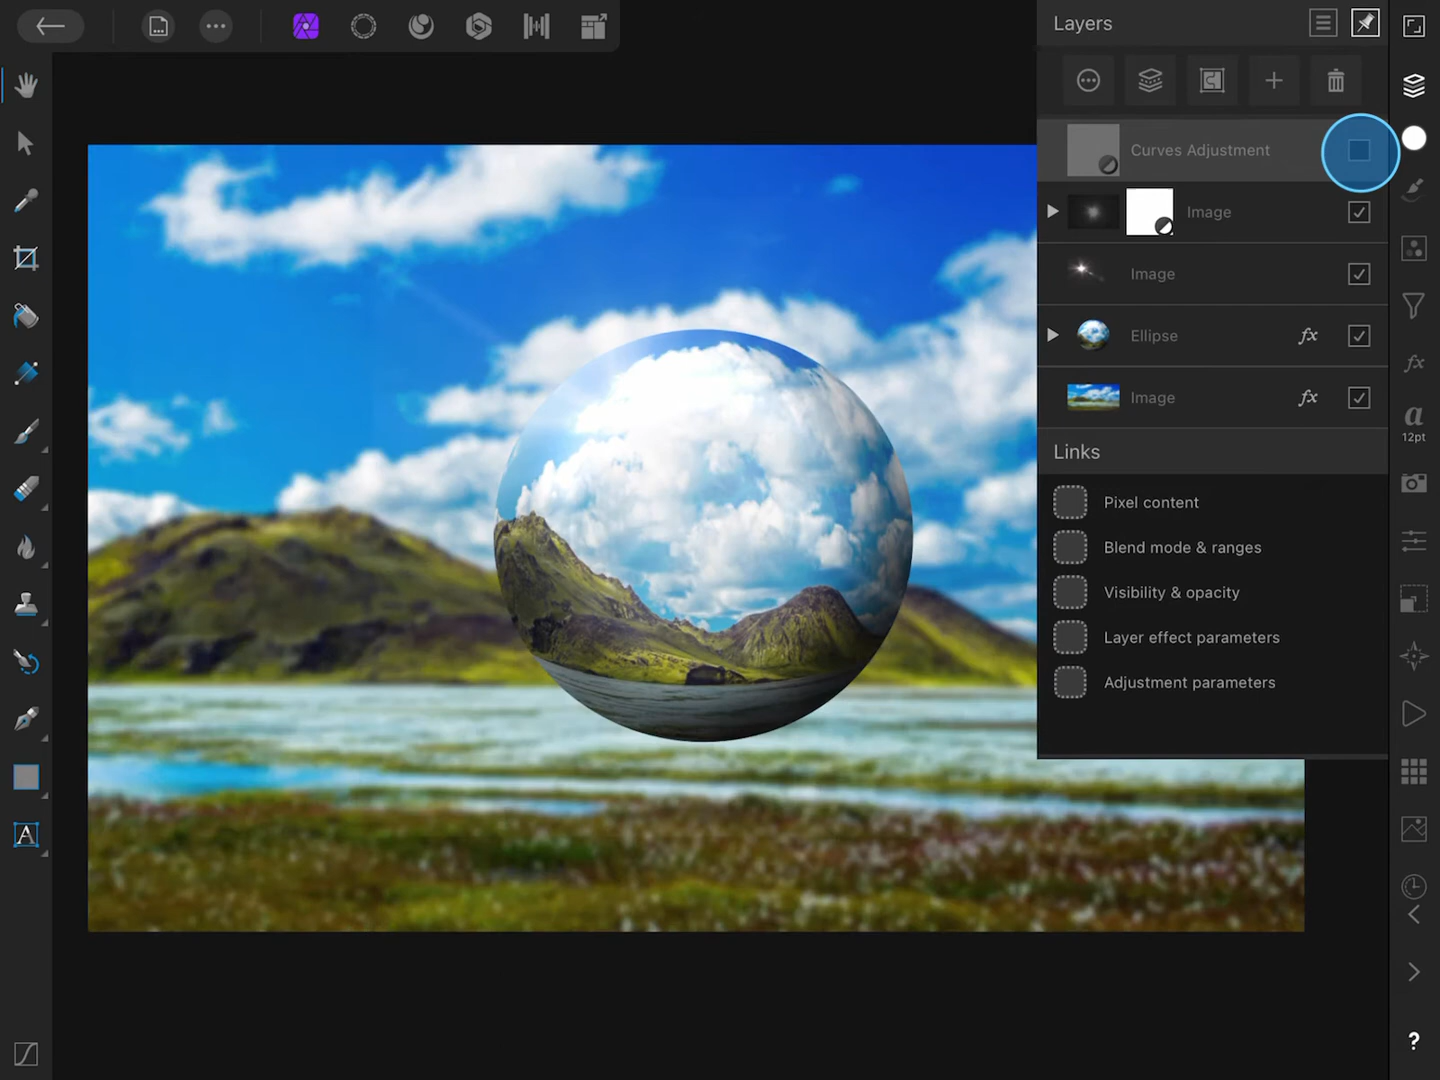 Layers
Curves Adjustment
Image
Image
Ellipse
fx
Image
fx
Links
Pixel content
Blend mode & ranges
Visibility & opacity
Layer effect parameters
Adjustment parameters
fx
a
12pt
A
?